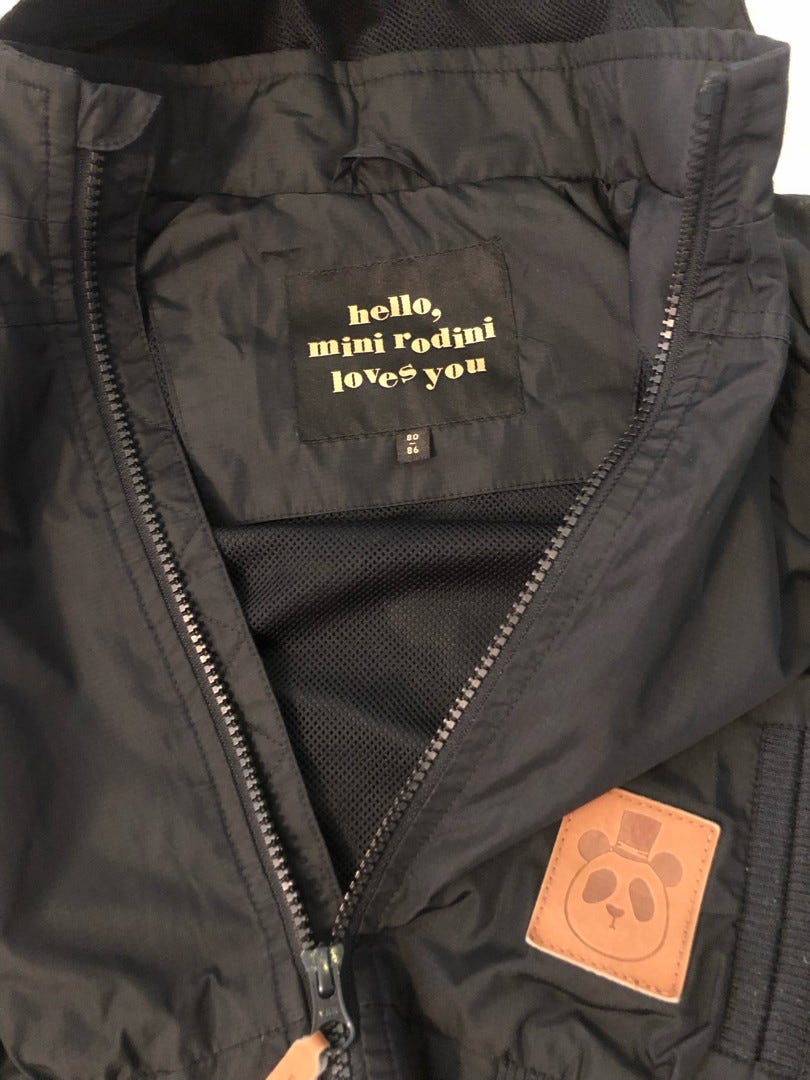 hello,
mini rodini
loves you
80
86